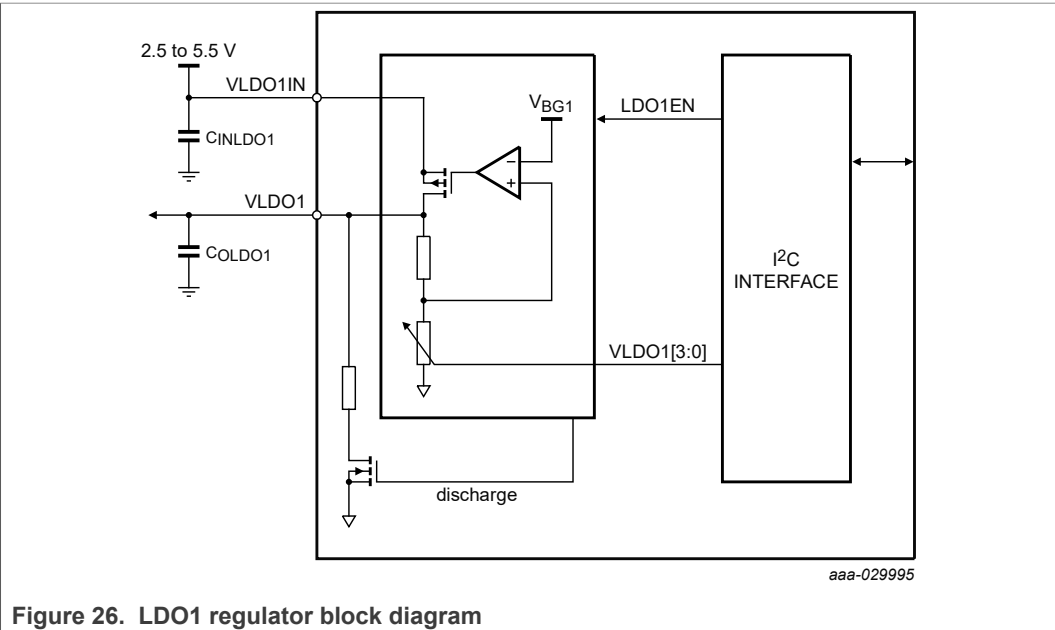 2.5 to 5.5 V
VLDO1IN
CINLDO1
VBG1
LDO1EN
-
+
VLDO1
COLDO1
I2C
INTERFACE
VLDO1[3:0]
discharge
aaa-029995
Figure 26. LDO1 regulator block diagram